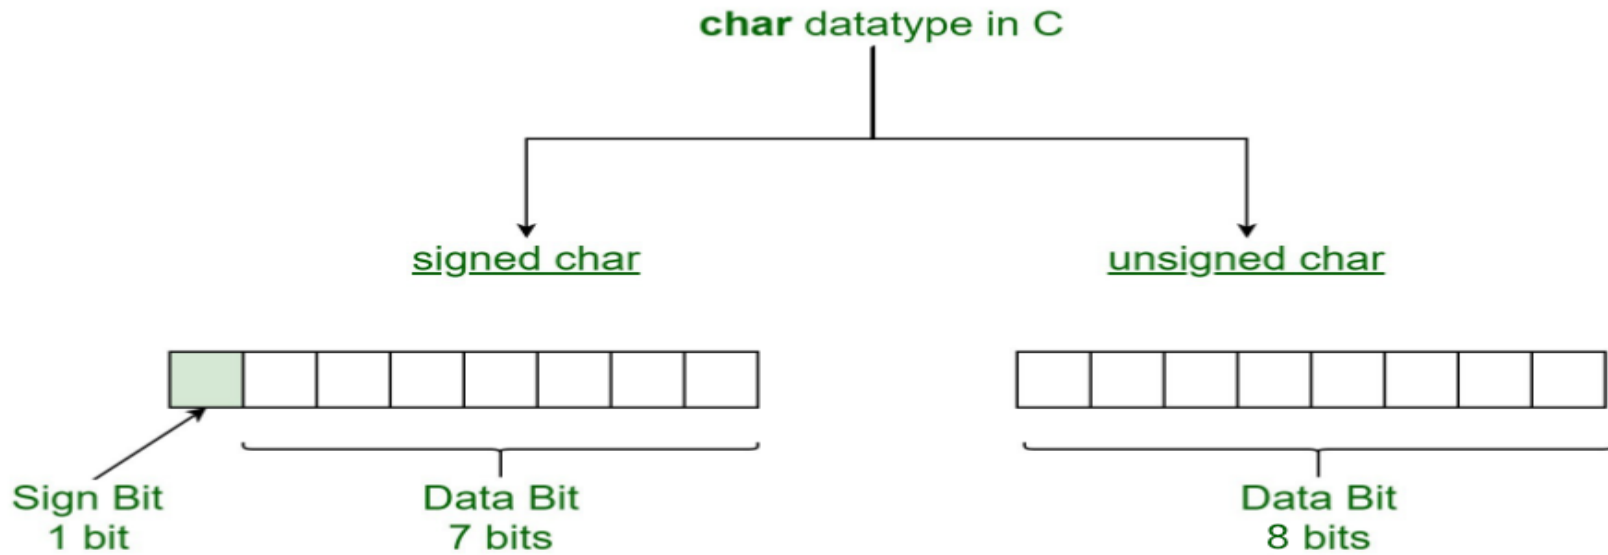 char datatype in C
signed char
unsigned char
Sign Bit
1 bit
Data Bit
7 bits
Data Bit
8 bits